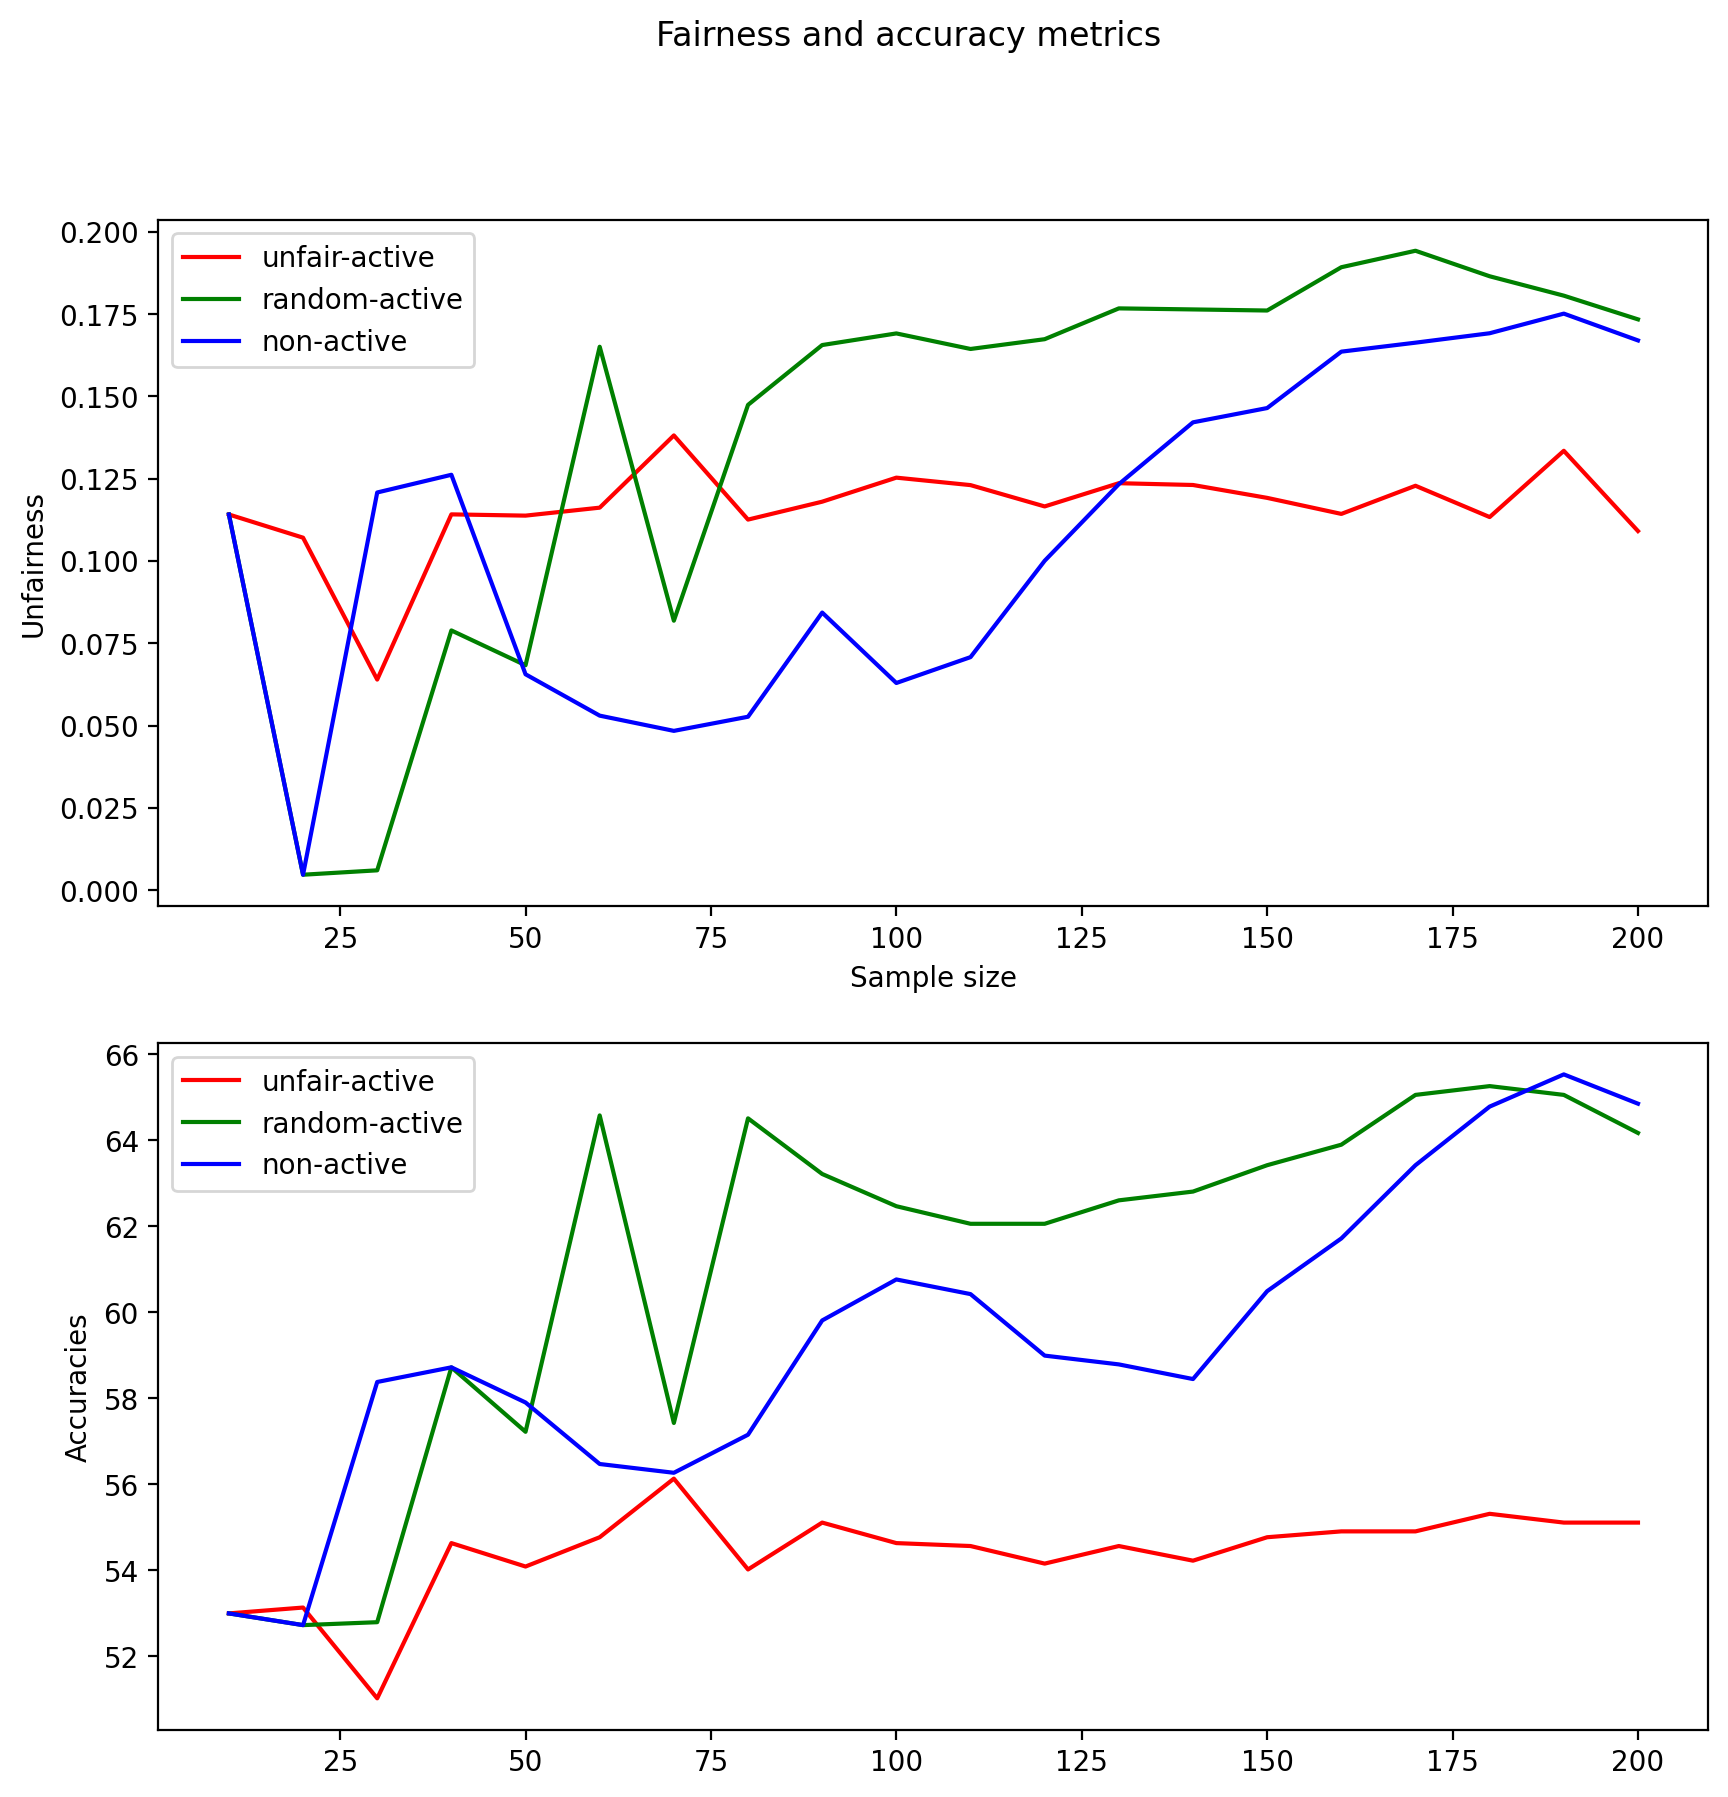 Fairness and accuracy metrics
0.200
0.175
0.150
0.125
0.100
0.075
0.050
0.025
0.000
Unfairness
unfair-active
random-active
non-active
25 50 75 100 125 150 175 200
Sample size
66
64
62
60
58
56
54
52
Accuracies
unfair-active
random-active
non-active
25 50 75 100 125 150 175 200